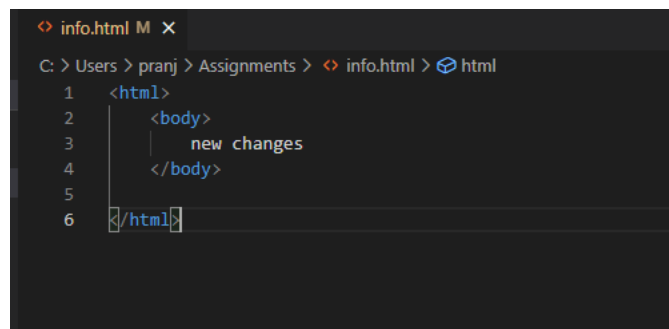 <> info.html M ×
C: > Users > pranj > Assignments > <> info.html > html
1 <html>
2     <body>
3         new changes
4     </body>
5
6 </html>